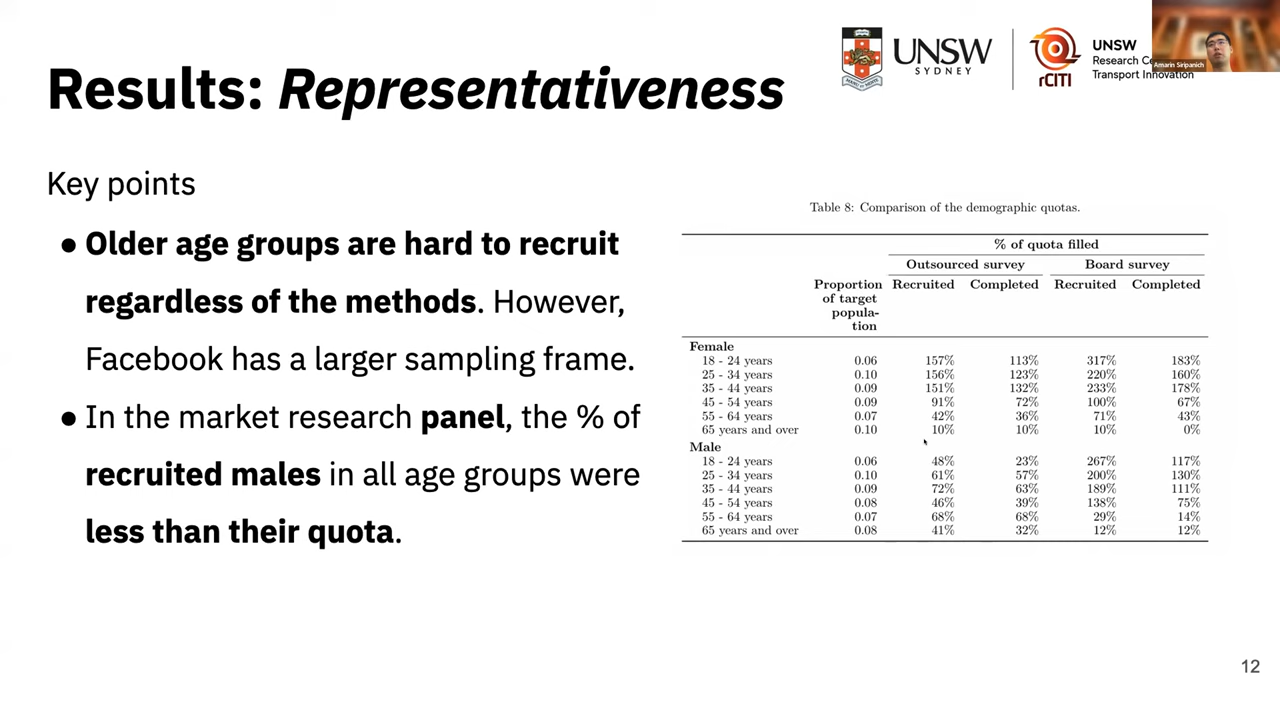 Results: Representativeness
UNSW
SYDNEY
rCITI
UNSW
Research
Transport Innovation
Amarin Siripanich
Key points
● Older age groups are hard to recruit
regardless of the methods. However,
Facebook has a larger sampling frame.
● In the market research panel, the % of
recruited males in all age groups were
less than their quota.
Table 8: Comparison of the demographic quotas.
% of quota filled
Outsourced survey Board survey
Proportion Recruited Completed Recruited Completed
of target
popula-
tion
Female
18 - 24 years 0.06 157% 113% 317% 183%
25 - 34 years 0.10 156% 123% 220% 160%
35 - 44 years 0.09 151% 132% 233% 178%
45 - 54 years 0.09 91% 72% 100% 67%
55 - 64 years 0.07 42% 36% 71% 43%
65 years and over 0.10 10% 10% 10% 0%
Male
18 - 24 years 0.06 48% 23% 267% 117%
25 - 34 years 0.10 61% 57% 200% 130%
35 - 44 years 0.09 72% 63% 189% 111%
45 - 54 years 0.08 46% 39% 138% 75%
55 - 64 years 0.07 68% 68% 29% 14%
65 years and over 0.08 41% 32% 12% 12%
12